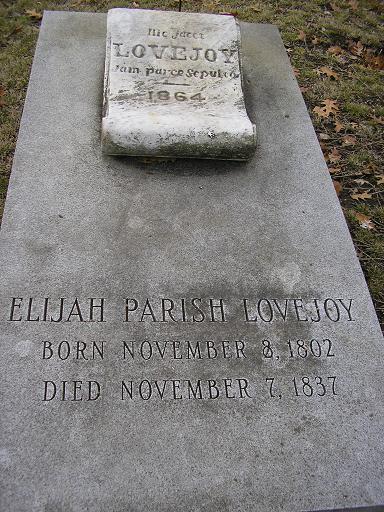 Hic jacet
LOVEJOY
Jam parce sepulto
1864
ELIJAH PARISH LOVEJOY
BORN NOVEMBER 8, 1802
DIED NOVEMBER 7, 1837